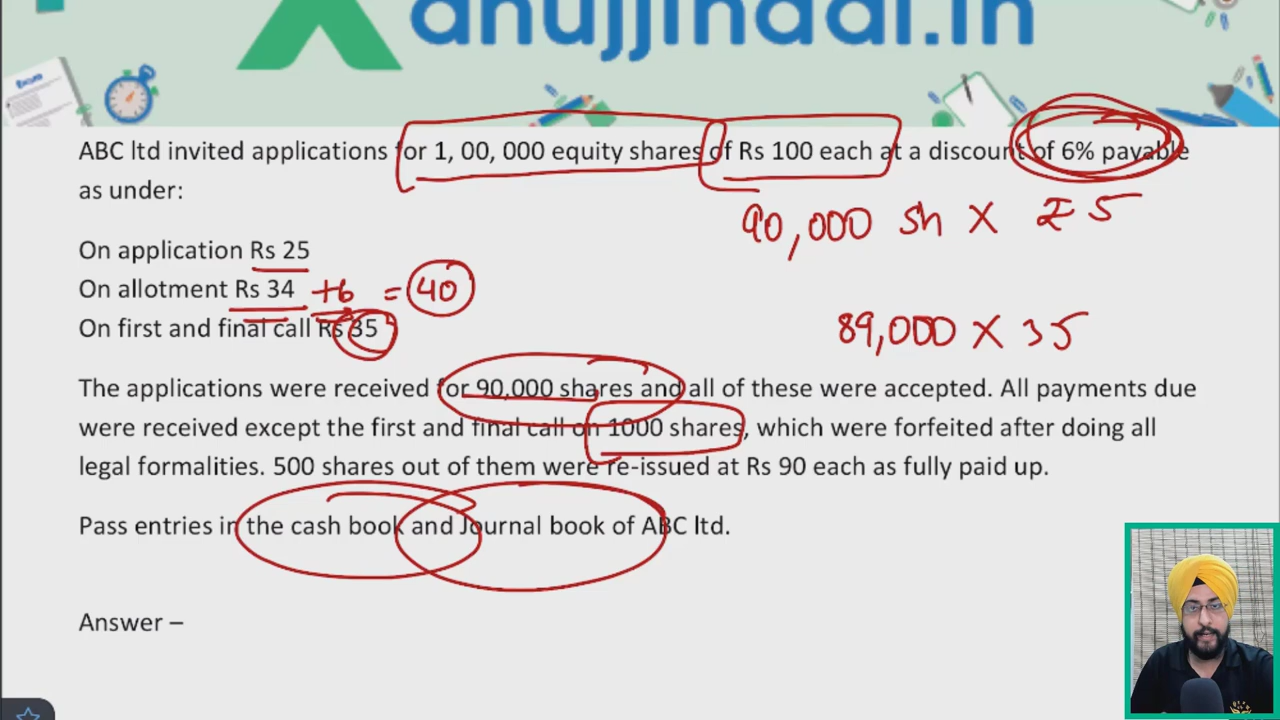 anujjindal.in
ABC ltd invited applications for 1, 00, 000 equity shares of Rs 100 each at a discount of 6% payable
as under:
90,000 sh X ₹ 5
On application Rs 25
On allotment Rs 34 +6 = 40
On first and final call Rs 35
89,000 X 35
The applications were received for 90,000 shares and all of these were accepted. All payments due
were received except the first and final call on 1000 shares, which were forfeited after doing all
legal formalities. 500 shares out of them were re-issued at Rs 90 each as fully paid up.
Pass entries in the cash book and Journal book of ABC ltd.
Answer –